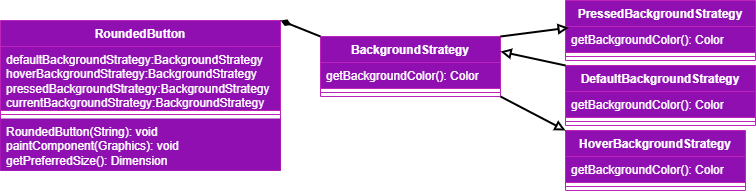 RoundedButton
defaultBackgroundStrategy:BackgroundStrategy
hoverBackgroundStrategy:BackgroundStrategy
pressedBackgroundStrategy:BackgroundStrategy
currentBackgroundStrategy:BackgroundStrategy
RoundedButton(String): void
paintComponent(Graphics): void
getPreferredSize(): Dimension
BackgroundStrategy
getBackgroundColor(): Color
PressedBackgroundStrategy
getBackgroundColor(): Color
DefaultBackgroundStrategy
getBackgroundColor(): Color
HoverBackgroundStrategy
getBackgroundColor(): Color